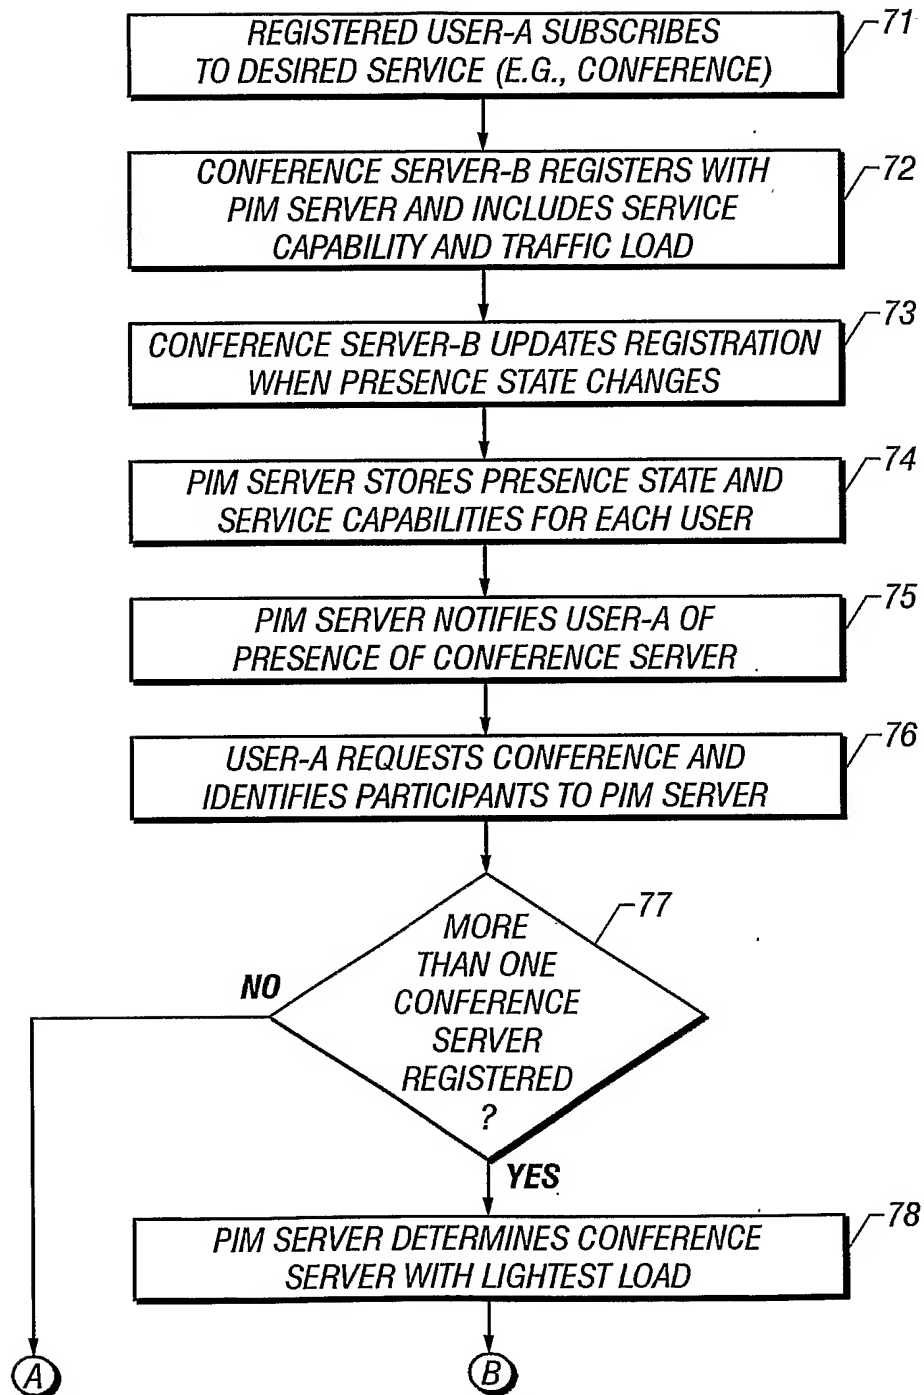 71
REGISTERED USER-A SUBSCRIBES
TO DESIRED SERVICE (E.G., CONFERENCE)
72
CONFERENCE SERVER-B REGISTERS WITH
PIM SERVER AND INCLUDES SERVICE
CAPABILITY AND TRAFFIC LOAD
73
CONFERENCE SERVER-B UPDATES REGISTRATION
WHEN PRESENCE STATE CHANGES
74
PIM SERVER STORES PRESENCE STATE AND
SERVICE CAPABILITIES FOR EACH USER
75
PIM SERVER NOTIFIES USER-A OF
PRESENCE OF CONFERENCE SERVER
76
USER-A REQUESTS CONFERENCE AND
IDENTIFIES PARTICIPANTS TO PIM SERVER
77
MORE
THAN ONE
CONFERENCE
SERVER
REGISTERED
?
NO
YES
78
PIM SERVER DETERMINES CONFERENCE
SERVER WITH LIGHTEST LOAD
A
B